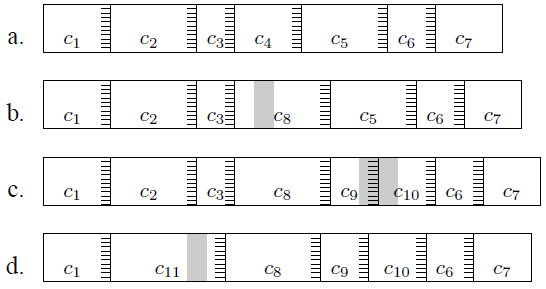 a. c₁ c₂ c₃ c₄ c₅ c₆ c₇
b. c₁ c₂ c₃ c₈ c₅ c₆ c₇
c. c₁ c₂ c₃ c₈ c₉ c₁₀ c₆ c₇
d. c₁ c₁₁ c₈ c₉ c₁₀ c₆ c₇